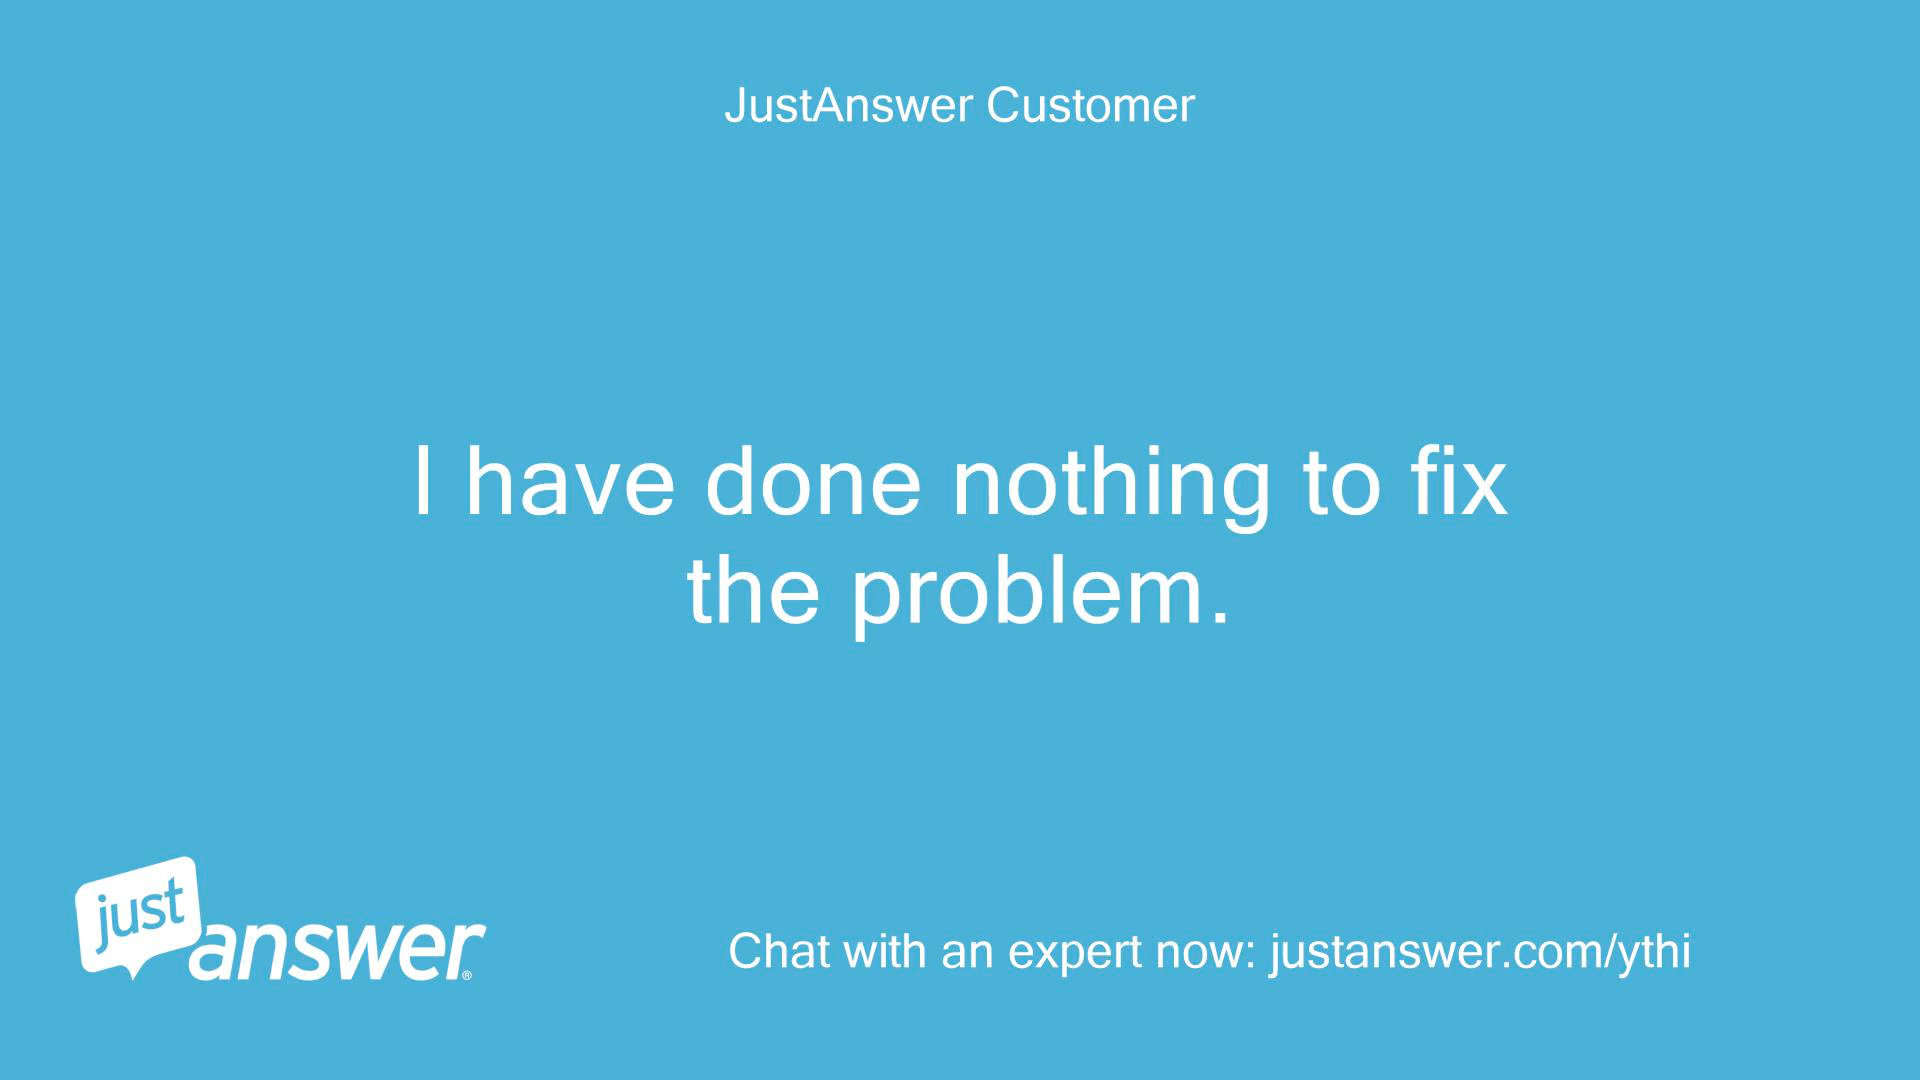 JustAnswer Customer
I have done nothing to fix
the problem.
just
answer®
Chat with an expert now: justanswer.com/ythi